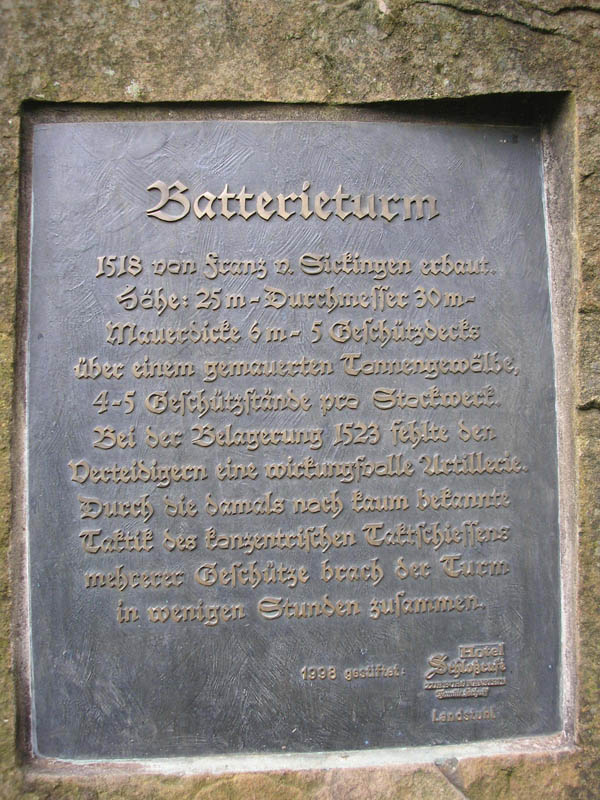 Batterieturm
1518 von Franz v. Sickingen erbaut.
Höhe: 25 m - Durchmesser 30 m -
Mauerdicke 6 m - 5 Geschützdecks
über einem gemauerten Tonnengewölbe,
4-5 Geschützstände pro Stockwerk.
Bei der Belagerung 1523 fehlte den
Verteidigern eine wirkungsvolle Artillerie.
Durch die damals noch kaum bekannte
Taktik des konzentrischen Taktschiessens
mehrerer Geschütze brach der Turm
in wenigen Stunden zusammen.
1998 gestiftet:
Hotel
Schloßcafé
Landstuhl